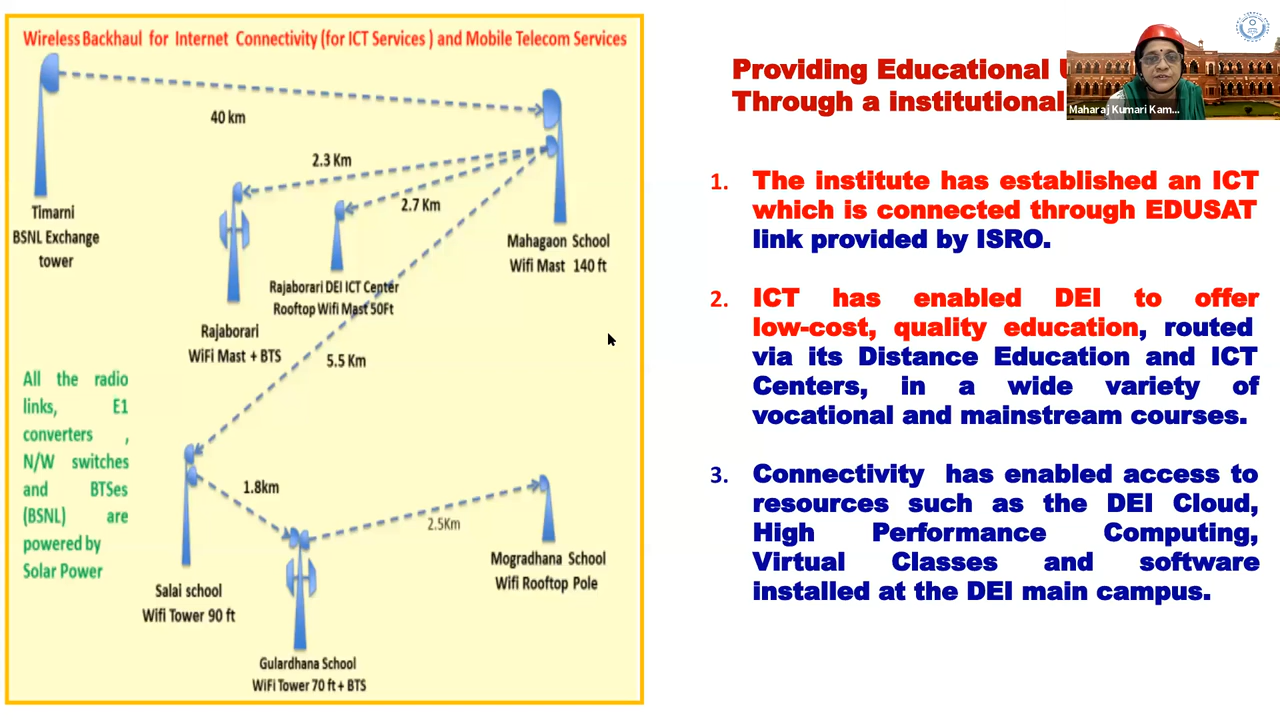 Wireless Backhaul for Internet Connectivity (for ICT Services ) and Mobile Telecom Services
40 km
2.3 Km
2.7 Km
Timarni
BSNL Exchange
tower
Mahagaon School
Wifi Mast 140 ft
Rajaborari DEI ICT Center
Rooftop Wifi Mast 50Ft
Rajaborari
WiFi Mast + BTS
5.5 Km
All the radio
links, E1
converters ,
N/W switches
and BTSes
(BSNL) are
powered by
Solar Power
1.8km
2.5Km
Mogradhana School
Wifi Rooftop Pole
Salai school
Wifi Tower 90 ft
Gulardhana School
WiFi Tower 70 ft + BTS
Providing Educational
Through a institutional
Maharaj Kumari Kam...
1. The institute has established an ICT
which is connected through EDUSAT
link provided by ISRO.
2. ICT has enabled DEI to offer
low-cost, quality education, routed
via its Distance Education and ICT
Centers, in a wide variety of
vocational and mainstream courses.
3. Connectivity has enabled access to
resources such as the DEI Cloud,
High Performance Computing,
Virtual Classes and software
installed at the DEI main campus.